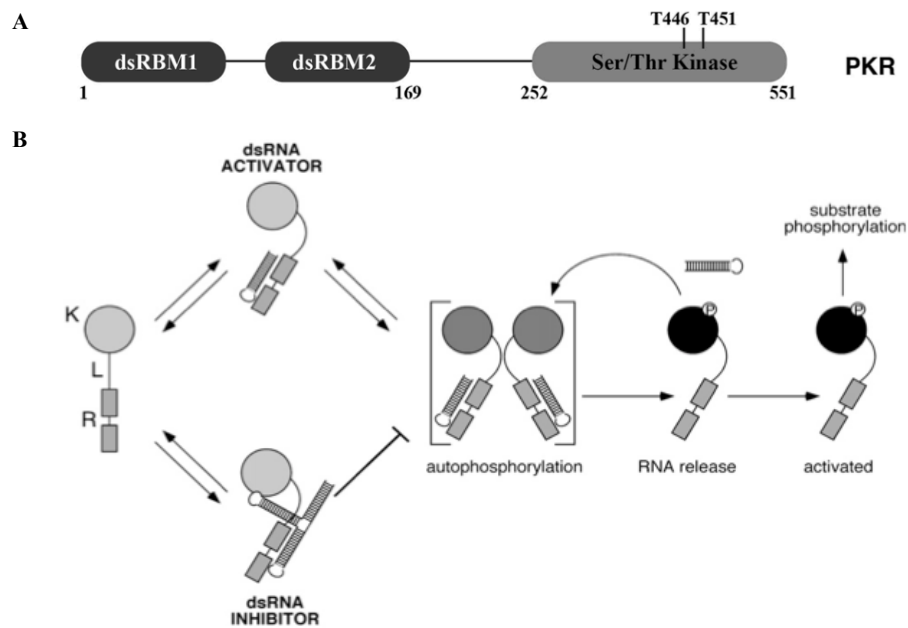 A
T446 T451
dsRBM1 dsRBM2 Ser/Thr Kinase PKR
1 169 252 551
B
dsRNA
ACTIVATOR
substrate
phosphorylation
K
P P
L
R
autophosphorylation RNA release activated
dsRNA
INHIBITOR